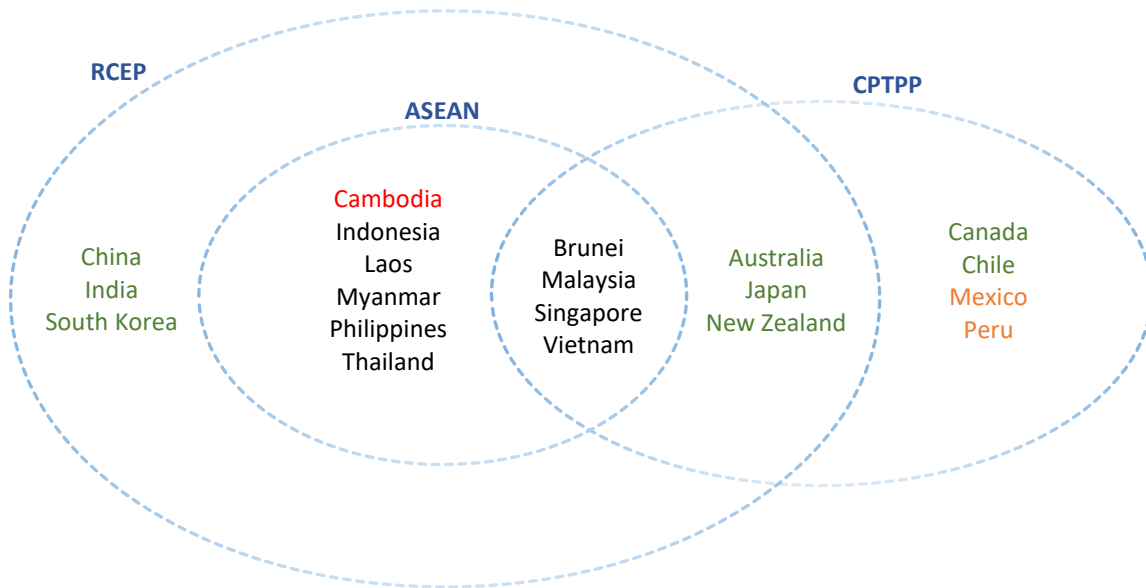 RCEP
ASEAN
CPTPP
China
India
South Korea
Cambodia
Indonesia
Laos
Myanmar
Philippines
Thailand
Brunei
Malaysia
Singapore
Vietnam
Australia
Japan
New Zealand
Canada
Chile
Mexico
Peru